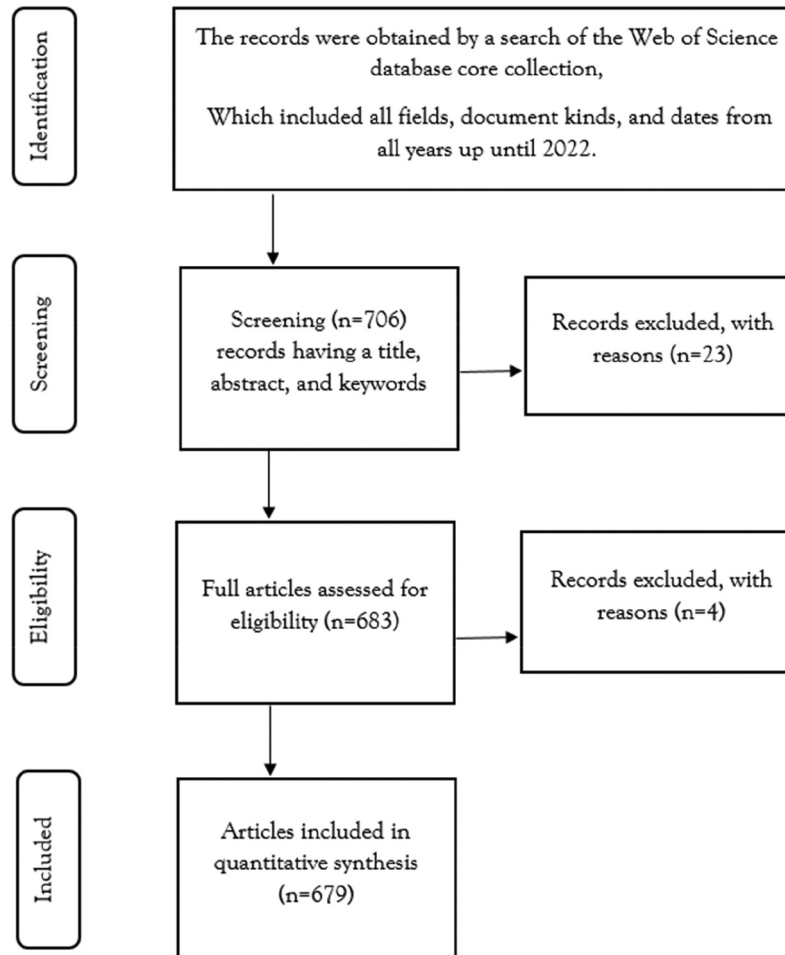 Identification
The records were obtained by a search of the Web of Science
database core collection,
Which included all fields, document kinds, and dates from
all years up until 2022.
Screening
Screening (n=706)
records having a title,
abstract, and keywords
Records excluded, with
reasons (n=23)
Eligibility
Full articles assessed for
eligibility (n=683)
Records excluded, with
reasons (n=4)
Included
Articles included in
quantitative synthesis
(n=679)